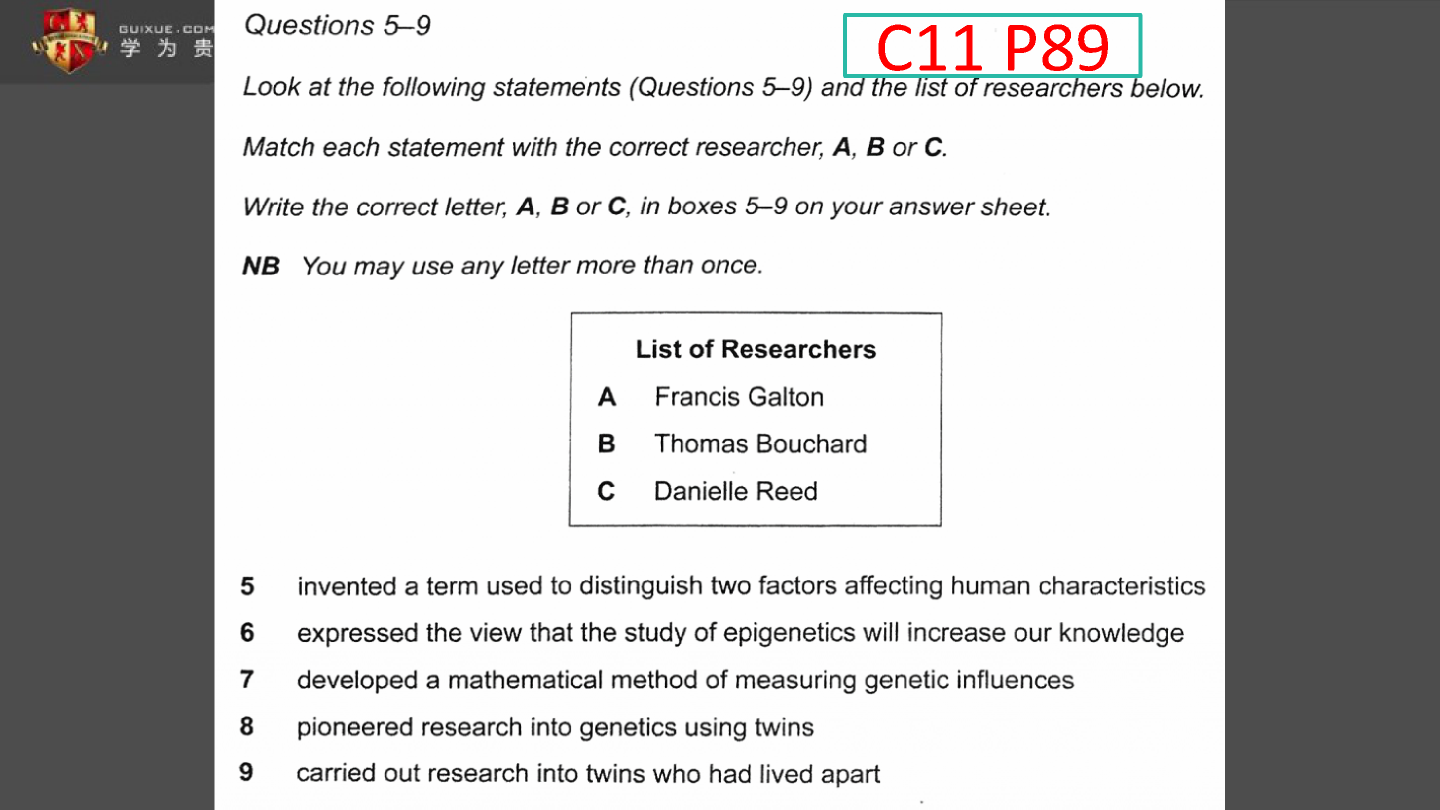 GUIXUE.COM
学为贵
Questions 5–9
C11 P89
Look at the following statements (Questions 5–9) and the list of researchers below.
Match each statement with the correct researcher, A, B or C.
Write the correct letter, A, B or C, in boxes 5–9 on your answer sheet.
NB You may use any letter more than once.
List of Researchers
A Francis Galton
B Thomas Bouchard
C Danielle Reed
5 invented a term used to distinguish two factors affecting human characteristics
6 expressed the view that the study of epigenetics will increase our knowledge
7 developed a mathematical method of measuring genetic influences
8 pioneered research into genetics using twins
9 carried out research into twins who had lived apart